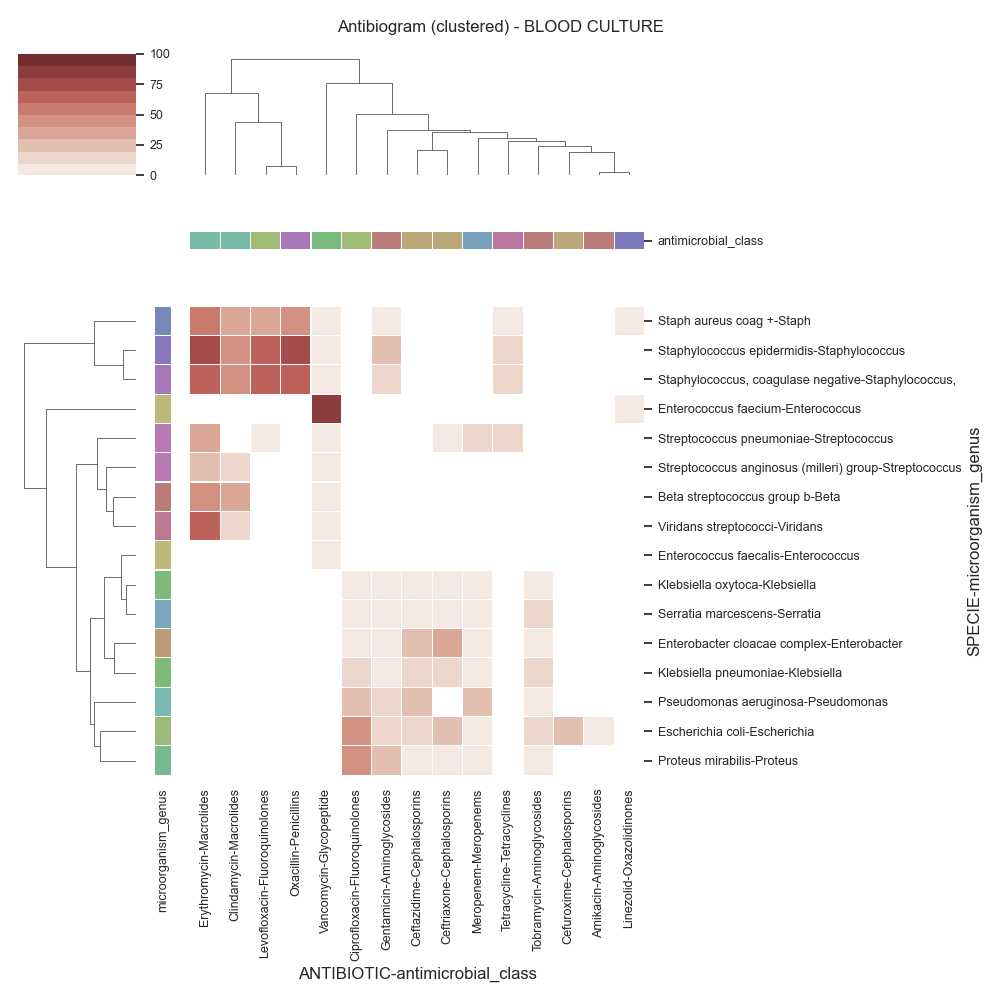 Antibiogram (clustered) - BLOOD CULTURE
100
75
50
25
0
antimicrobial_class
Staph aureus coag +-Staph
Staphylococcus epidermidis-Staphylococcus
Staphylococcus, coagulase negative-Staphylococcus,
Enterococcus faecium-Enterococcus
Streptococcus pneumoniae-Streptococcus
Streptococcus anginosus (milleri) group-Streptococcus
Beta streptococcus group b-Beta
Viridans streptococci-Viridans
Enterococcus faecalis-Enterococcus
Klebsiella oxytoca-Klebsiella
Serratia marcescens-Serratia
Enterobacter cloacae complex-Enterobacter
Klebsiella pneumoniae-Klebsiella
Pseudomonas aeruginosa-Pseudomonas
Escherichia coli-Escherichia
Proteus mirabilis-Proteus
SPECIE-microorganism_genus
microorganism_genus
Erythromycin-Macrolides
Clindamycin-Macrolides
Levofloxacin-Fluoroquinolones
Oxacillin-Penicillins
Vancomycin-Glycopeptide
Ciprofloxacin-Fluoroquinolones
Gentamicin-Aminoglycosides
Ceftazidime-Cephalosporins
Ceftriaxone-Cephalosporins
Meropenem-Meropenems
Tetracycline-Tetracyclines
Tobramycin-Aminoglycosides
Cefuroxime-Cephalosporins
Amikacin-Aminoglycosides
Linezolid-Oxazolidinones
ANTIBIOTIC-antimicrobial_class